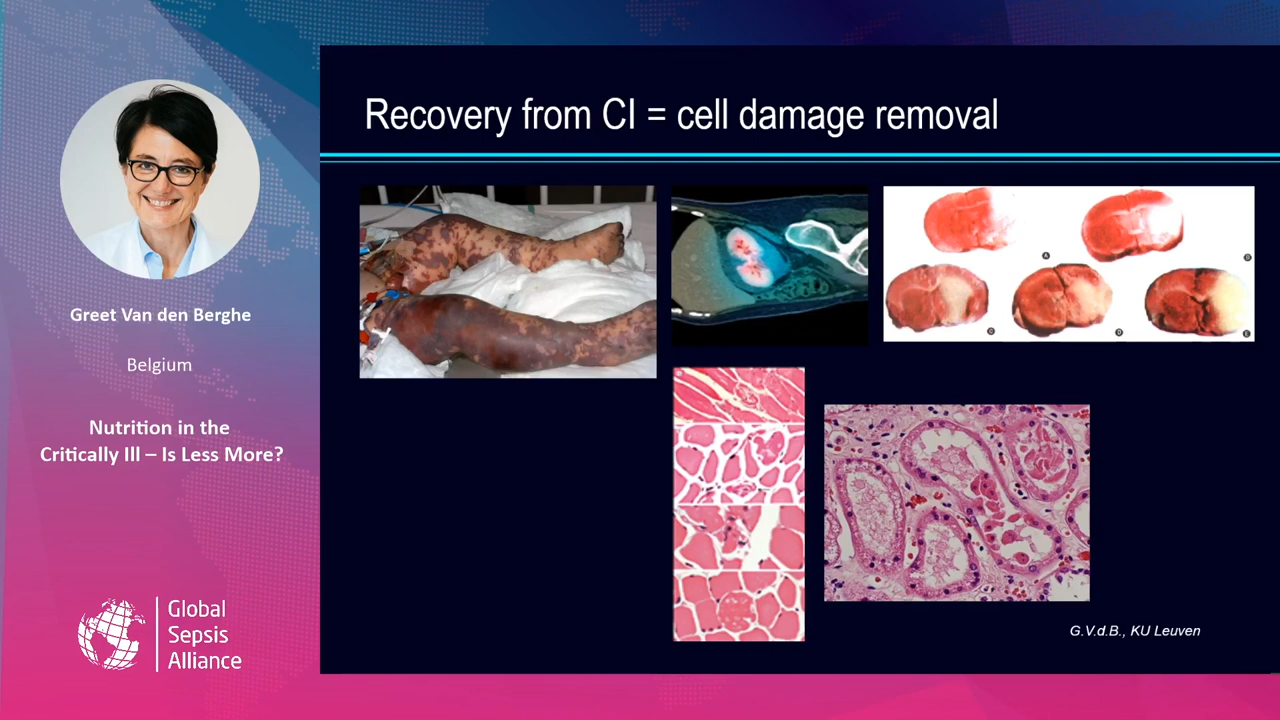 Greet Van den Berghe
Belgium
Nutrition in the
Critically Ill – Is Less More?
Global
Sepsis
Alliance
Recovery from CI = cell damage removal
A
B
C
D
E
G.V.d.B., KU Leuven